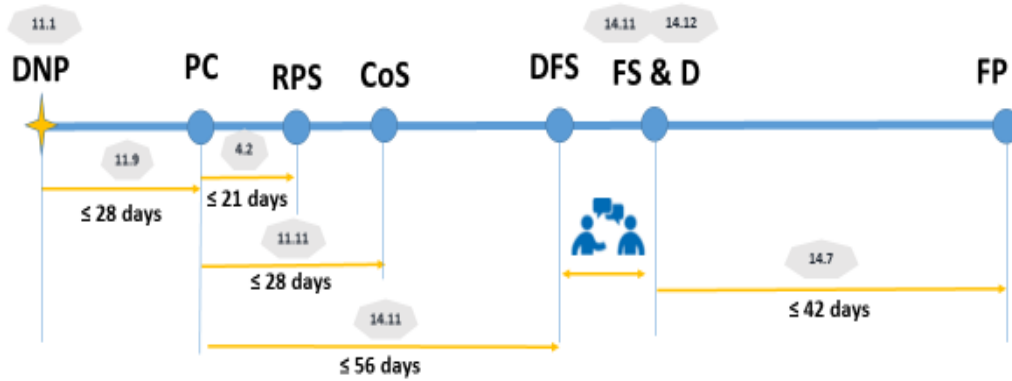 11.1
14.11
14.12
DNP
PC
RPS
CoS
DFS
FS & D
FP
11.9
4.2
≤ 28 days
≤ 21 days
11.11
≤ 28 days
14.7
≤ 42 days
14.11
≤ 56 days